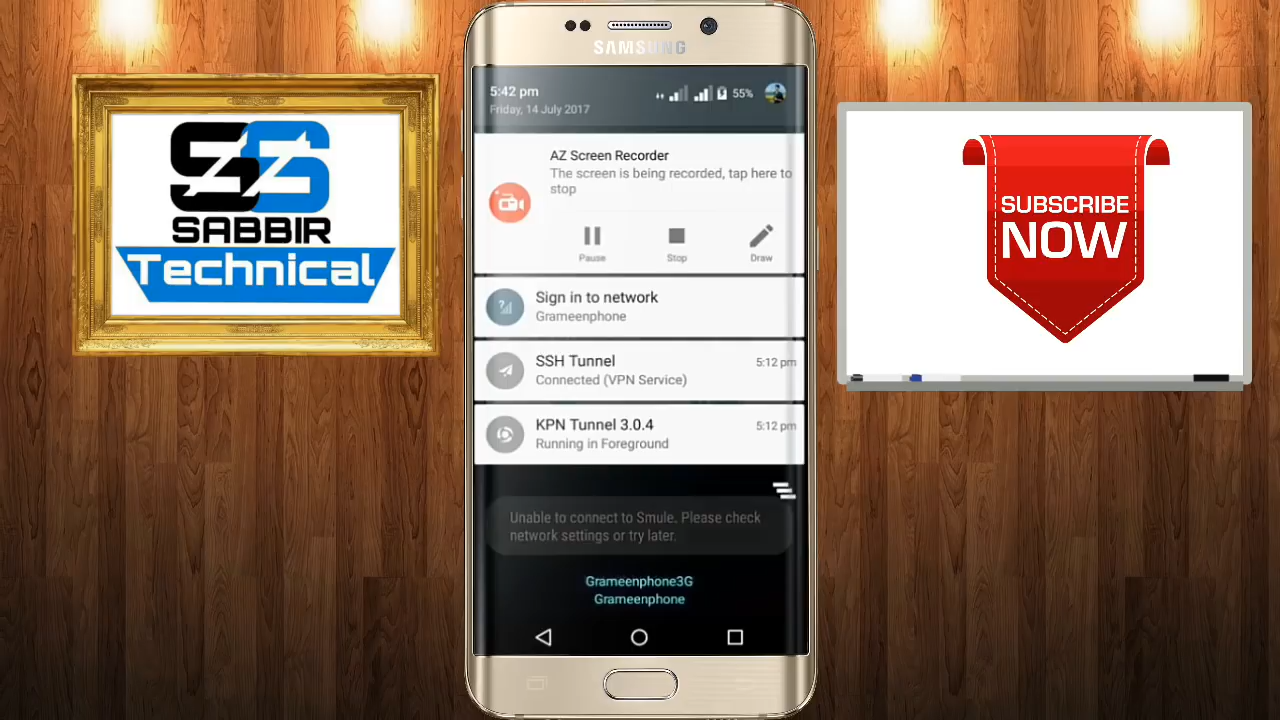 SAMSUNG
5:42 pm
55%
Friday, 14 July 2017
AZ Screen Recorder
The screen is being recorded, tap here to
stop
Pause
Stop
Draw
Sign in to network
Grameenphone
SSH Tunnel
5:12 pm
Connected (VPN Service)
KPN Tunnel 3.0.4
5:12 pm
Running in Foreground
Unable to connect to Smule. Please check
network settings or try later.
Grameenphone3G
Grameenphone
SS
SABBIR
Technical
SUBSCRIBE
NOW